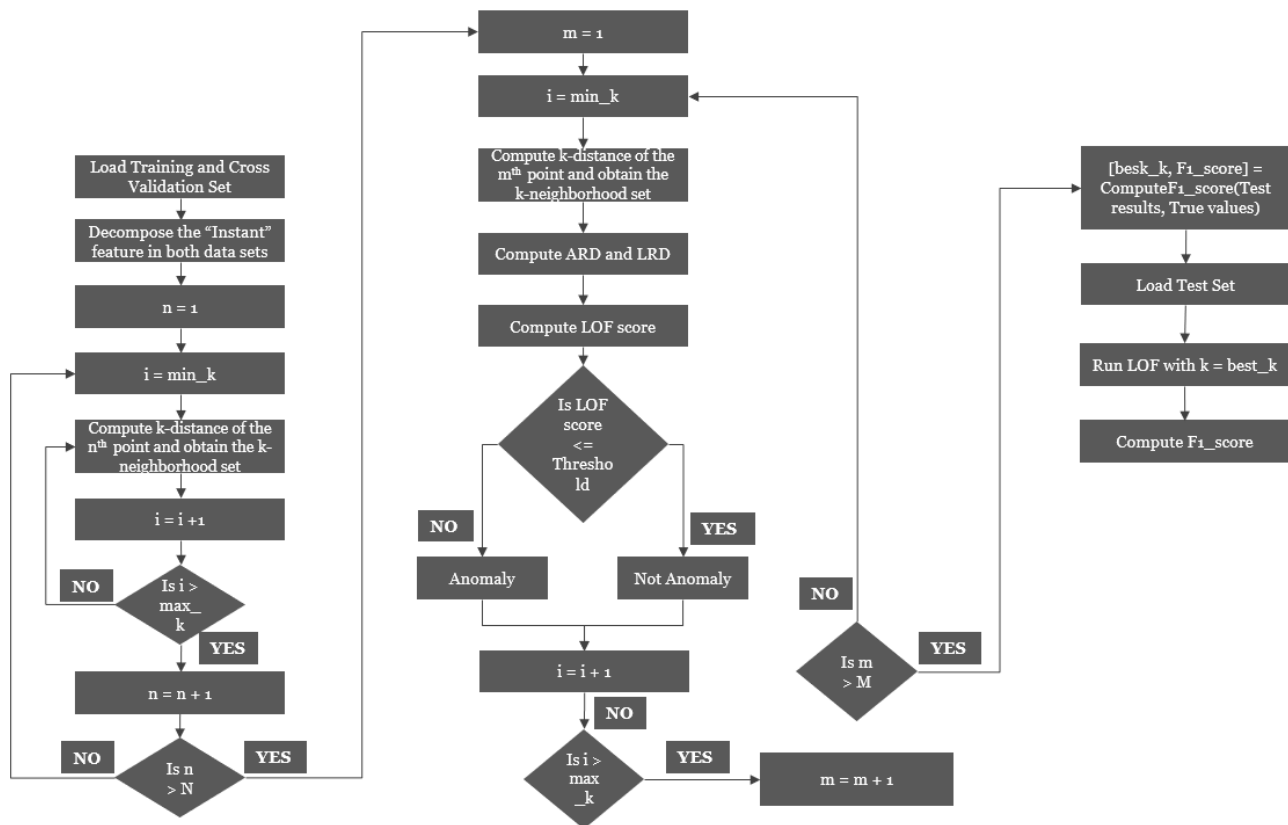 Load Training and Cross
Validation Set
Decompose the “Instant”
feature in both data sets
n = 1
i = min_k
Compute k-distance of the
nth point and obtain the k-
neighborhood set
i = i +1
Is i >
max_
k
NO
YES
n = n + 1
Is n
> N
NO
YES
m = 1
i = min_k
Compute k-distance of the
mth point and obtain the
k-neighborhood set
Compute ARD and LRD
Compute LOF score
Is LOF
score
<=
Thresho
ld
NO
YES
Anomaly
Not Anomaly
i = i + 1
NO
Is i >
max
_k
YES
m = m + 1
NO
Is m
> M
YES
[besk_k, F1_score] =
ComputeF1_score(Test
results, True values)
Load Test Set
Run LOF with k = best_k
Compute F1_score